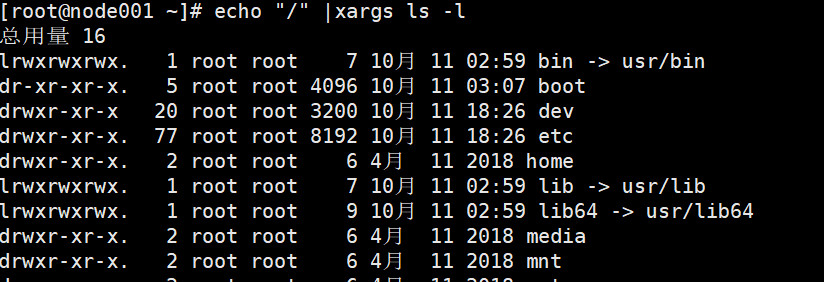 [root@node001 ~]# echo "/" |xargs ls -l
总用量 16
lrwxrwxrwx.   1 root root    7 10月 11 02:59 bin -> usr/bin
dr-xr-xr-x.   5 root root 4096 10月 11 03:07 boot
drwxr-xr-x   20 root root 3200 10月 11 18:26 dev
drwxr-xr-x.  77 root root 8192 10月 11 18:26 etc
drwxr-xr-x.   2 root root    6 4月  11 2018 home
lrwxrwxrwx.   1 root root    7 10月 11 02:59 lib -> usr/lib
lrwxrwxrwx.   1 root root    9 10月 11 02:59 lib64 -> usr/lib64
drwxr-xr-x.   2 root root    6 4月  11 2018 media
drwxr-xr-x.   2 root root    6 4月  11 2018 mnt